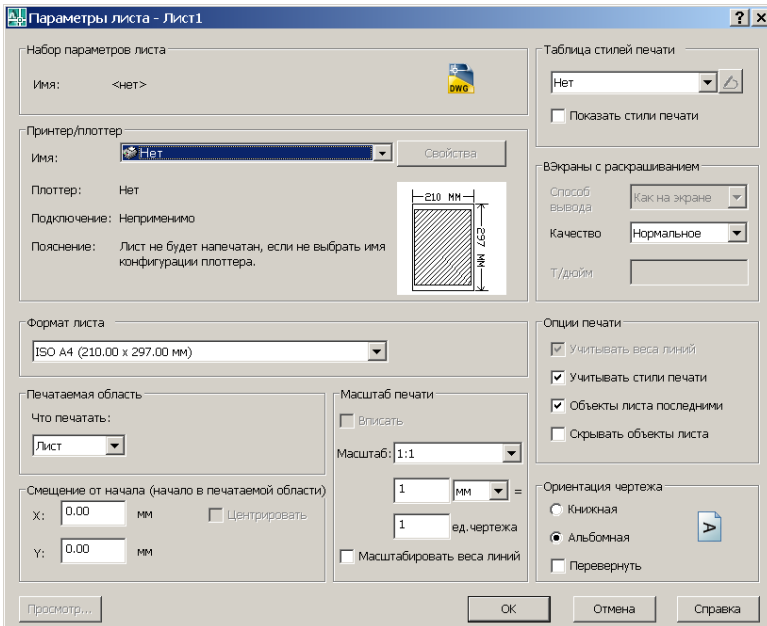 Параметры листа - Лист1
Набор параметров листа
Имя: <нет>
DWG
Принтер/плоттер
Имя: Нет
Свойства
Плоттер: Нет
Подключение: Неприменимо
Пояснение: Лист не будет напечатан, если не выбрать имя
конфигурации плоттера.
210 ММ
297 ММ
Формат листа
ISO A4 (210.00 x 297.00 мм)
Печатаемая область
Что печатать:
Лист
Смещение от начала (начало в печатаемой области)
X: 0.00 мм
Центрировать
Y: 0.00 мм
Масштаб печати
Вписать
Масштаб: 1:1
1 мм =
1 ед.чертежа
Масштабировать веса линий
Таблица стилей печати
Нет
Показать стили печати
ВЭкраны с раскрашиванием
Способ
вывода
Как на экране
Качество Нормальное
Т/дюйм
Опции печати
Учитывать веса линий
Учитывать стили печати
Объекты листа последними
Скрывать объекты листа
Ориентация чертежа
Книжная
Альбомная
Перевернуть
A
Просмотр...
OK
Отмена
Справка